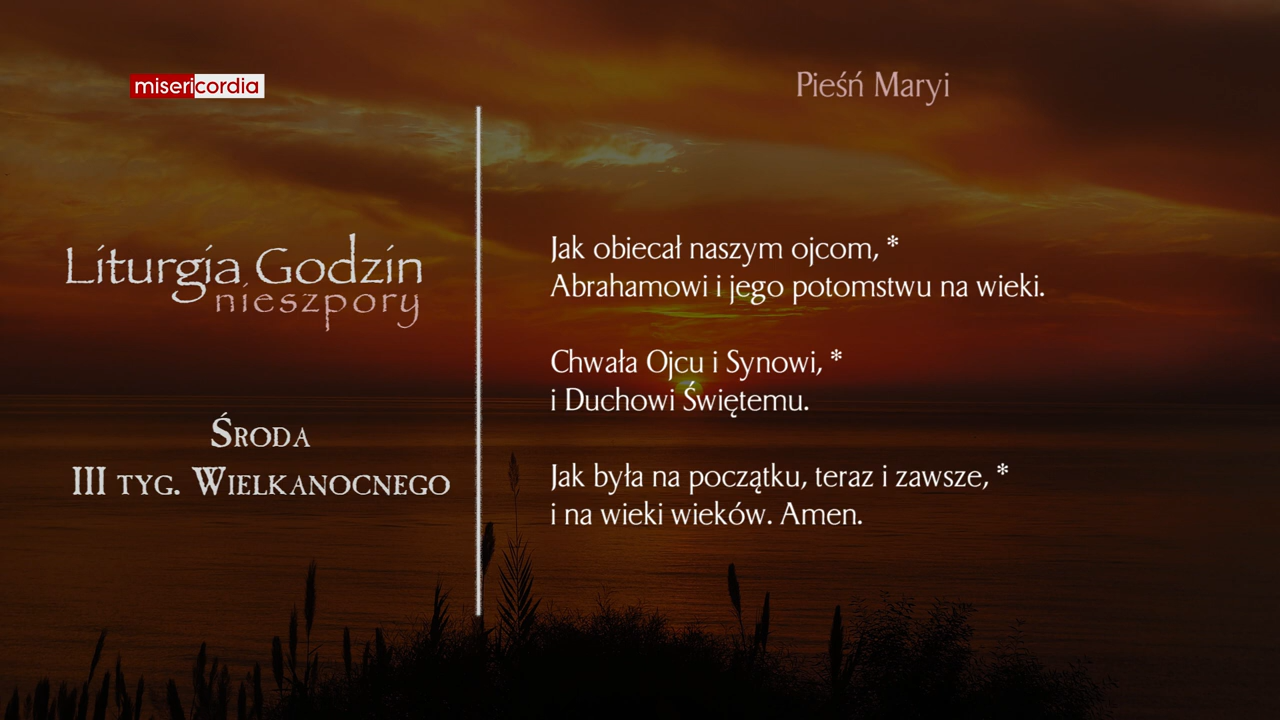 misericordia
Pieśń Maryi
Liturgia Godzin
nieszpory
Środa
III tyg. Wielkanocnego
Jak obiecał naszym ojcom, *
Abrahamowi i jego potomstwu na wieki.
Chwała Ojcu i Synowi, *
i Duchowi Świętemu.
Jak była na początku, teraz i zawsze, *
i na wieki wieków. Amen.